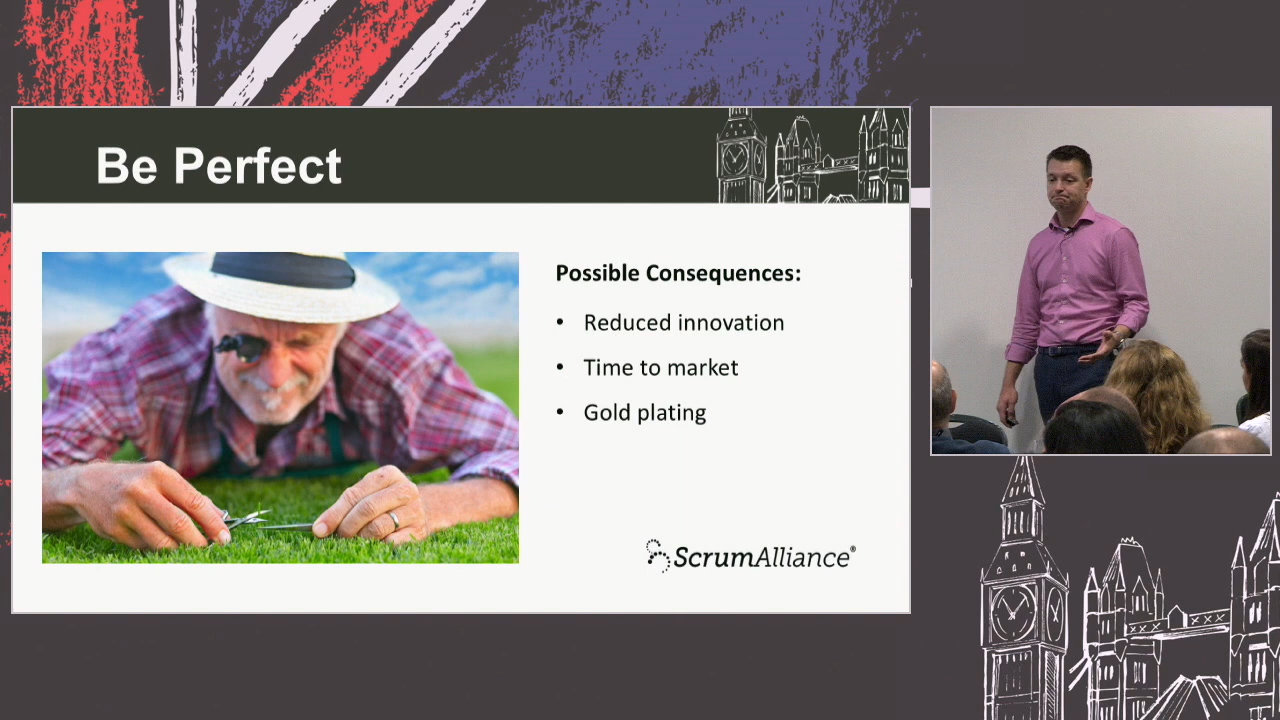 Be Perfect
Possible Consequences:
• Reduced innovation
• Time to market
• Gold plating
ScrumAlliance®